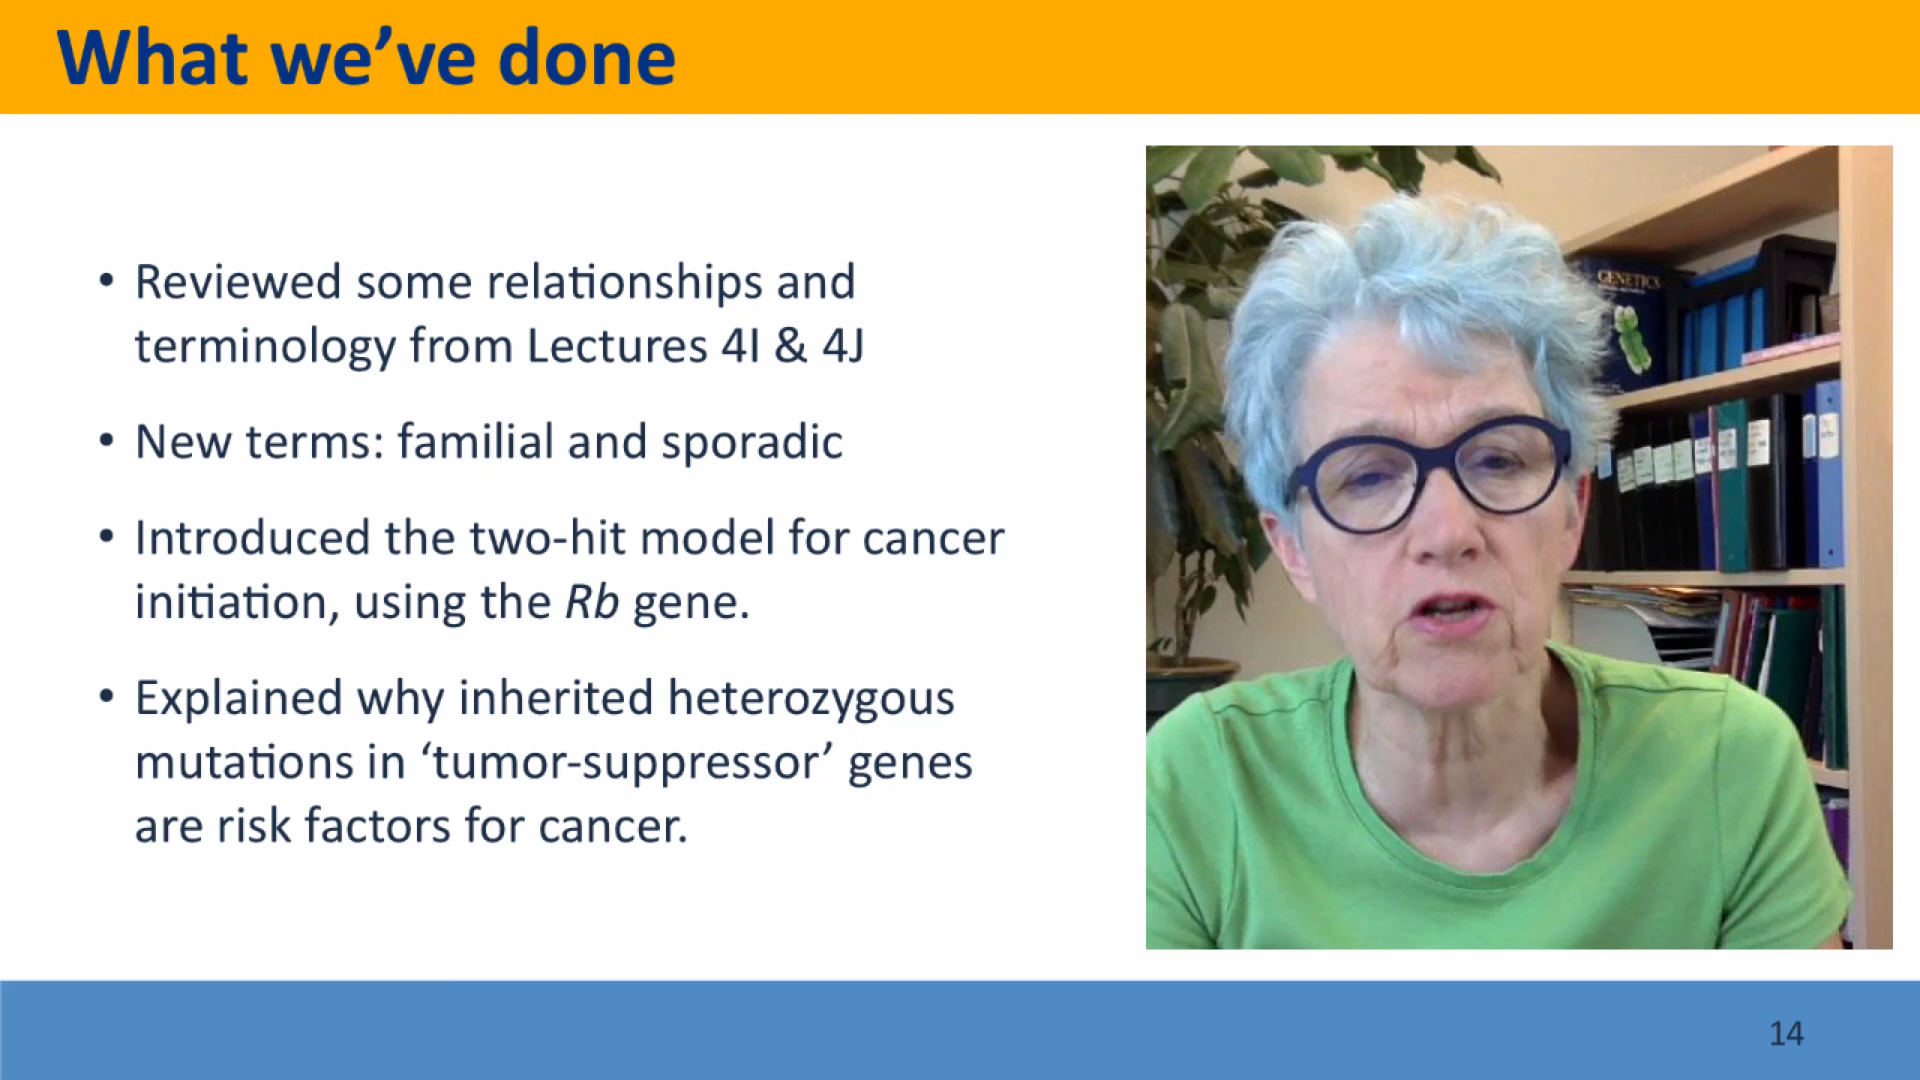 What we’ve done
• Reviewed some relationships and
terminology from Lectures 4I & 4J
• New terms: familial and sporadic
• Introduced the two-hit model for cancer
initiation, using the Rb gene.
• Explained why inherited heterozygous
mutations in ‘tumor-suppressor’ genes
are risk factors for cancer.
GENETICS
14